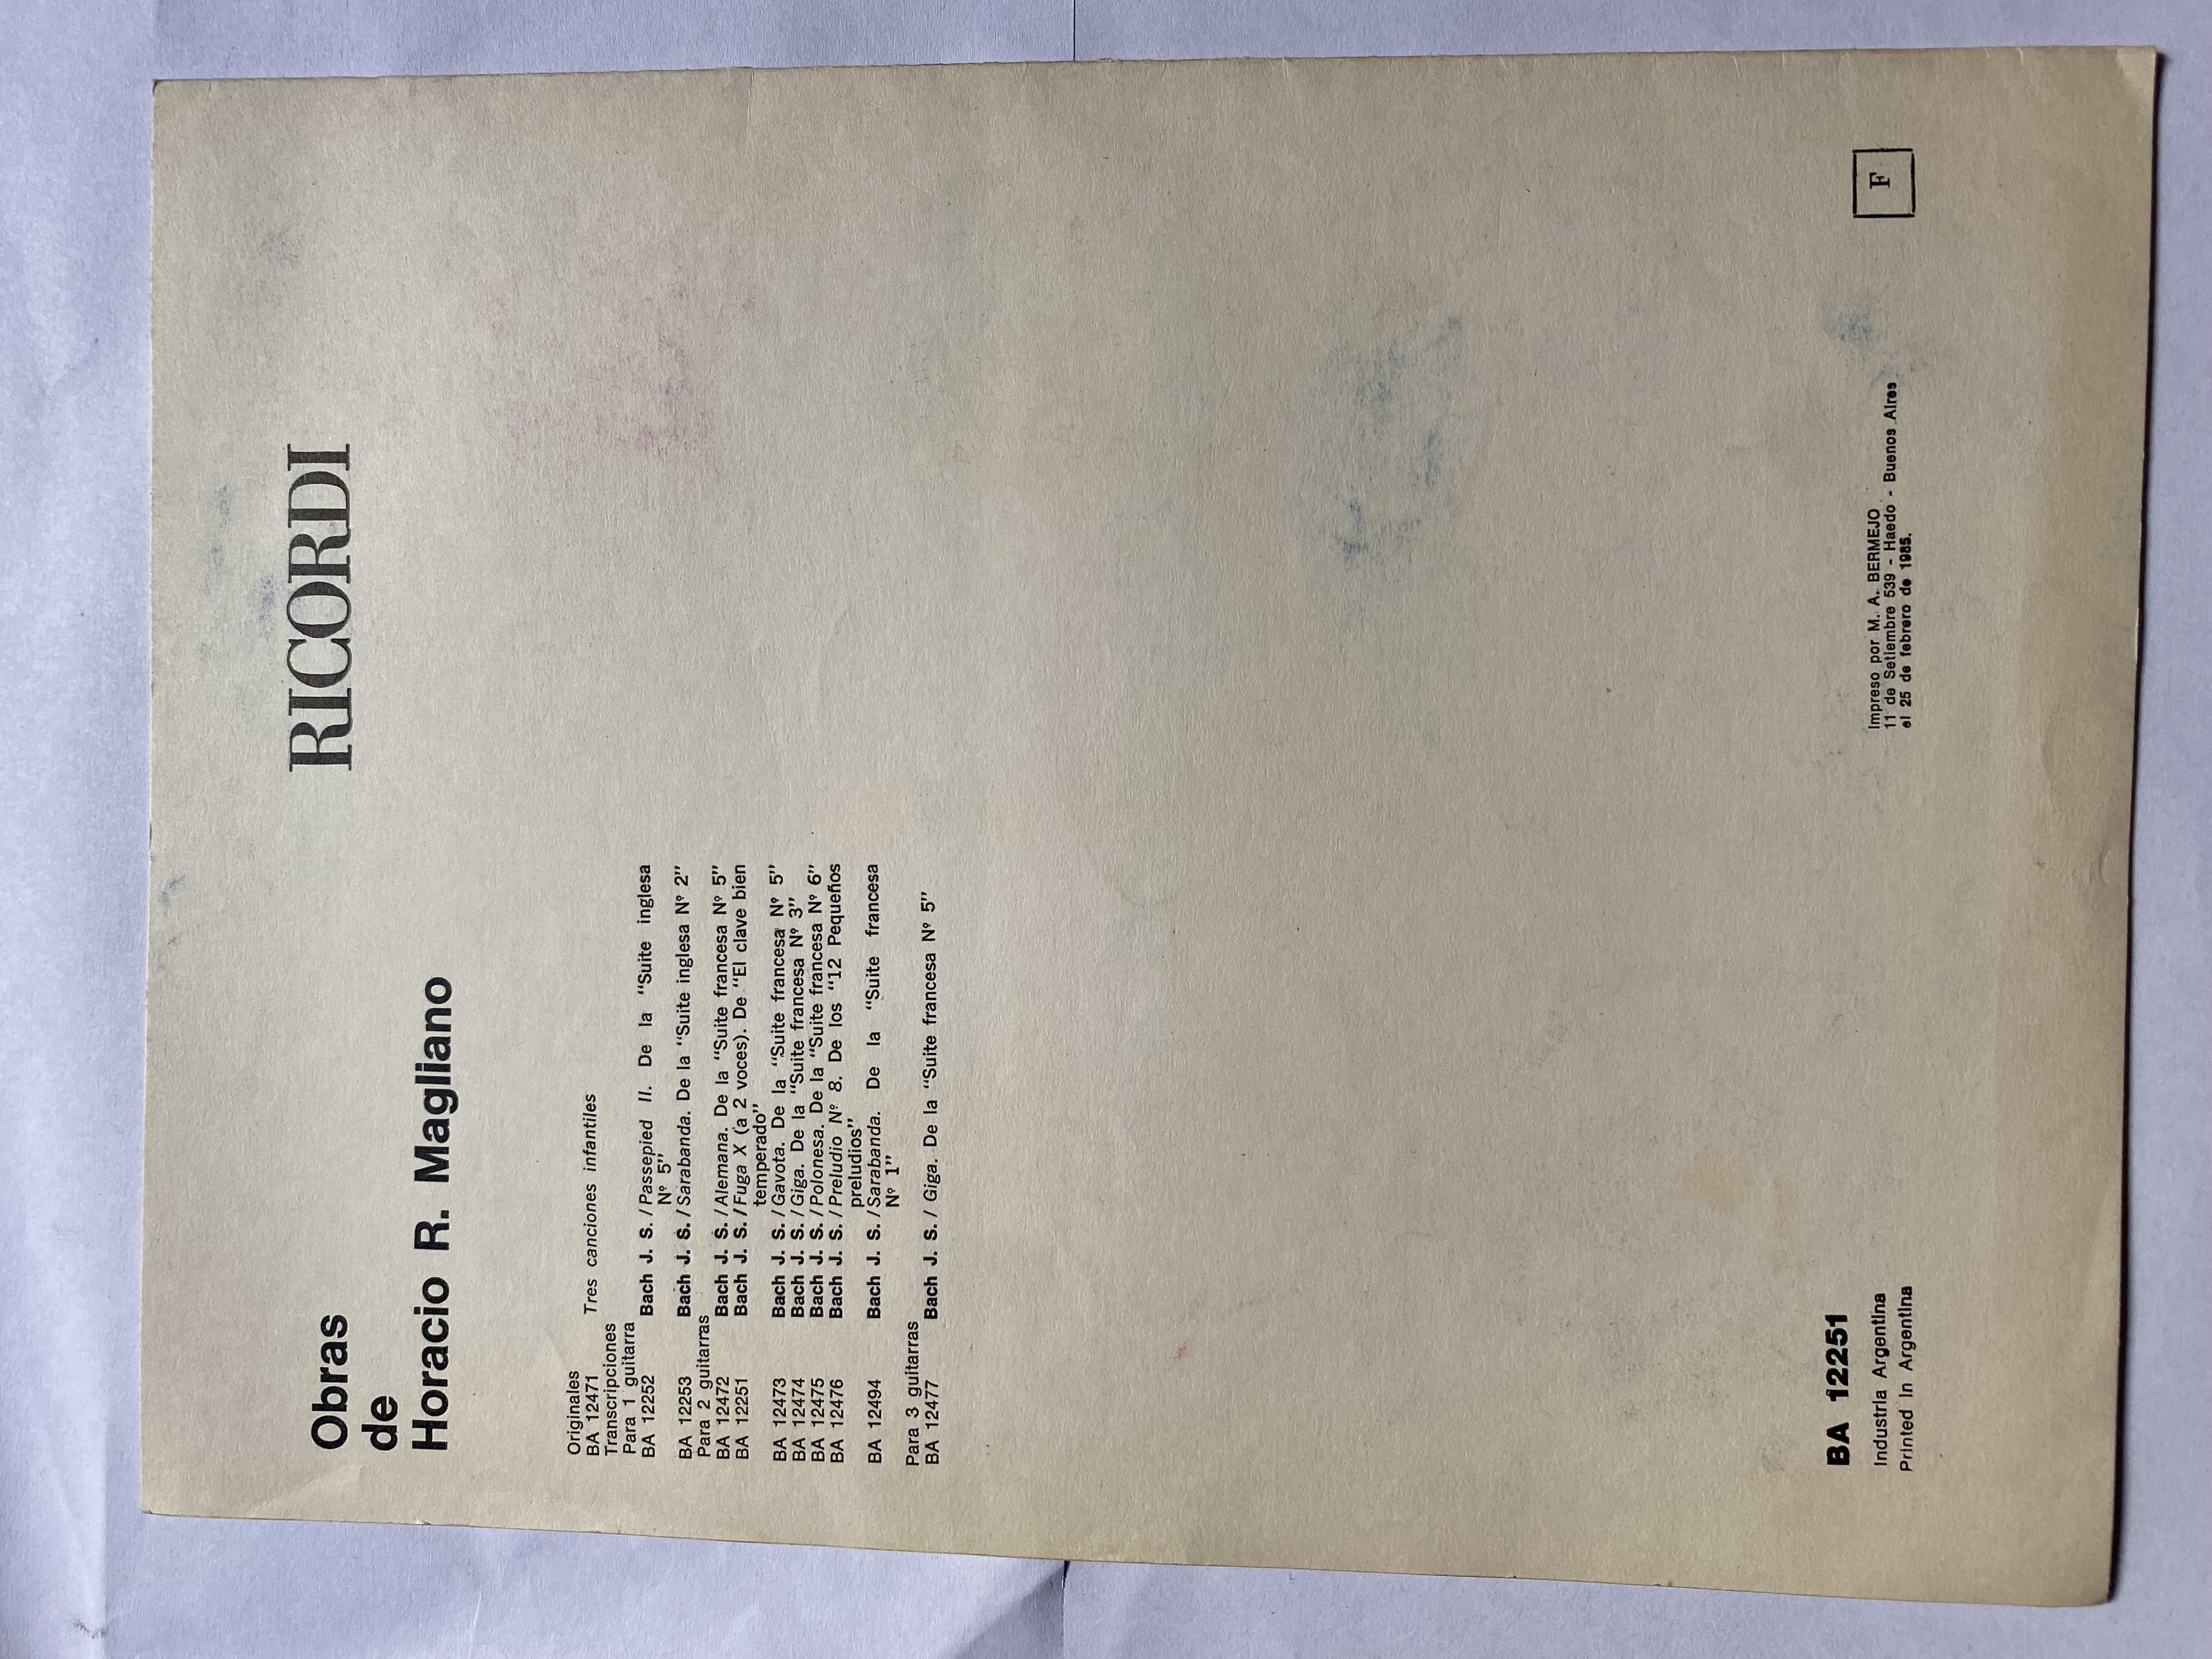 Obras
de
Horacio R. Magliano
RICORDI
Originales
BA 12471 Tres canciones infantiles
Transcripciones
Para 1 guitarra
BA 12252 Bach J. S. / Passepied II. De la “Suite inglesa
Nº 5”
BA 12253 Bach J. S. / Sarabanda. De la “Suite inglesa Nº 2”
Para 2 guitarras
BA 12472 Bach J. S. / Alemana. De la “Suite francesa Nº 5”
BA 12251 Bach J. S. / Fuga X (a 2 voces). De “El clave bien
temperado”
BA 12473 Bach J. S. / Gavota. De la “Suite francesa Nº 5”
BA 12474 Bach J. S. / Giga. De la “Suite francesa Nº 3”
BA 12475 Bach J. S. / Polonesa. De la “Suite francesa Nº 6”
BA 12476 Bach J. S. / Preludio Nº 8. De los “12 Pequeños
preludios”
BA 12494 Bach J. S. / Sarabanda. De la “Suite francesa
Nº 1”
Para 3 guitarras
BA 12477 Bach J. S. / Giga. De la “Suite francesa Nº 5”
BA 12251
Industria Argentina
Printed in Argentina
Impreso por M. A. BERMEJO
11 de Setiembre 539 - Haedo - Buenos Aires
el 25 de febrero de 1985.
F